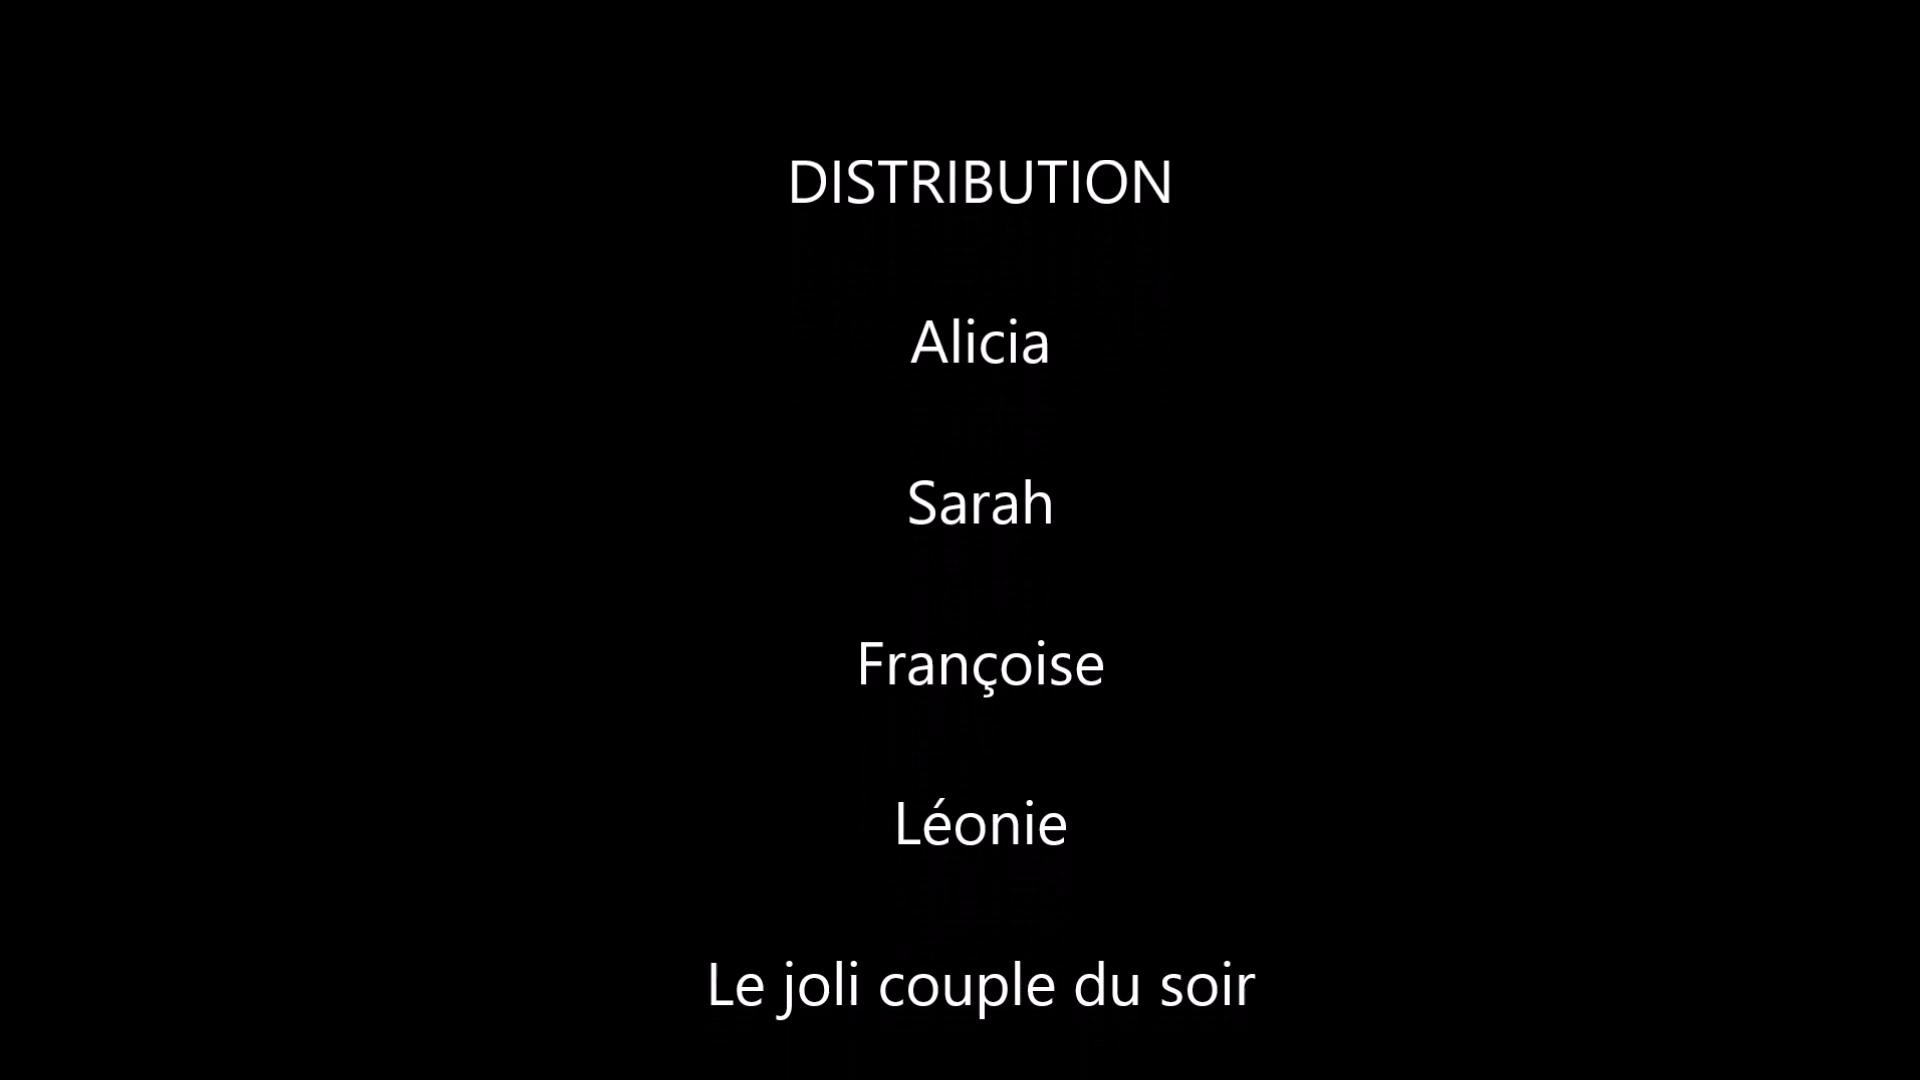 DISTRIBUTION
Alicia
Sarah
Françoise
Léonie
Le joli couple du soir